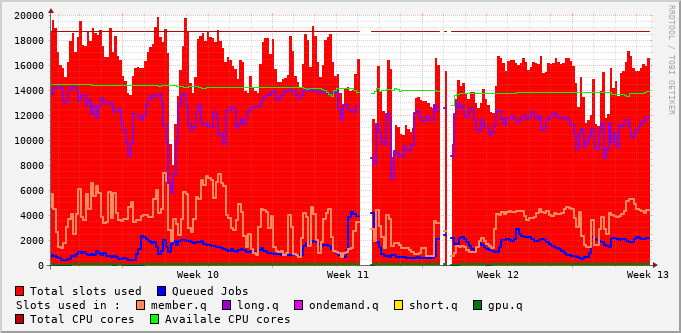 20000
18000
16000
14000
12000
10000
8000
6000
4000
2000
0
Week 10 Week 11 Week 12 Week 13
RRDTOOL / TOBI OETIKER
Total slots used Queued Jobs
Slots used in : member.q long.q ondemand.q short.q gpu.q
Total CPU cores Availale CPU cores